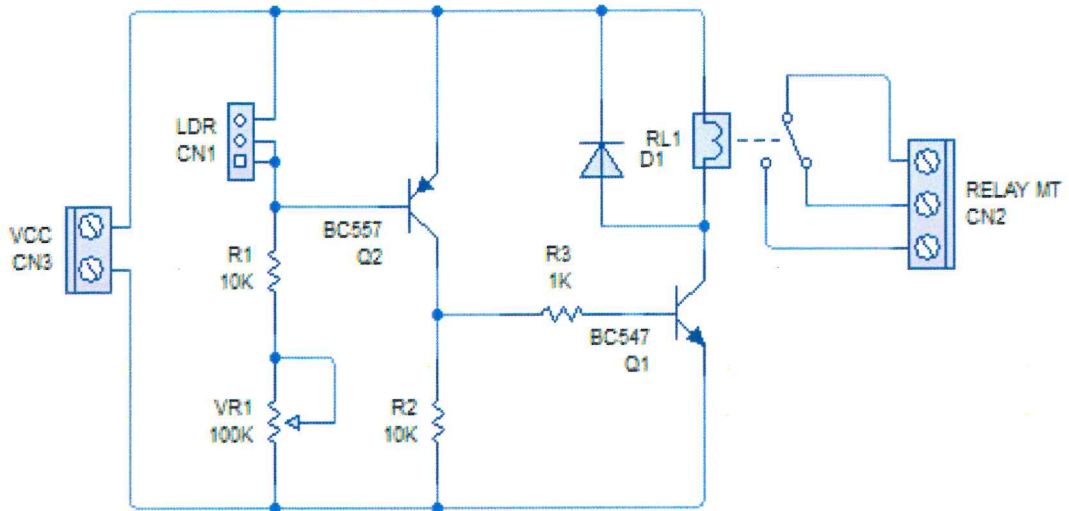 LDR
CN1
VCC
CN3
R1
10K
VR1
100K
BC557
Q2
R2
10K
R3
1K
BC547
Q1
RL1
D1
RELAY MT
CN2